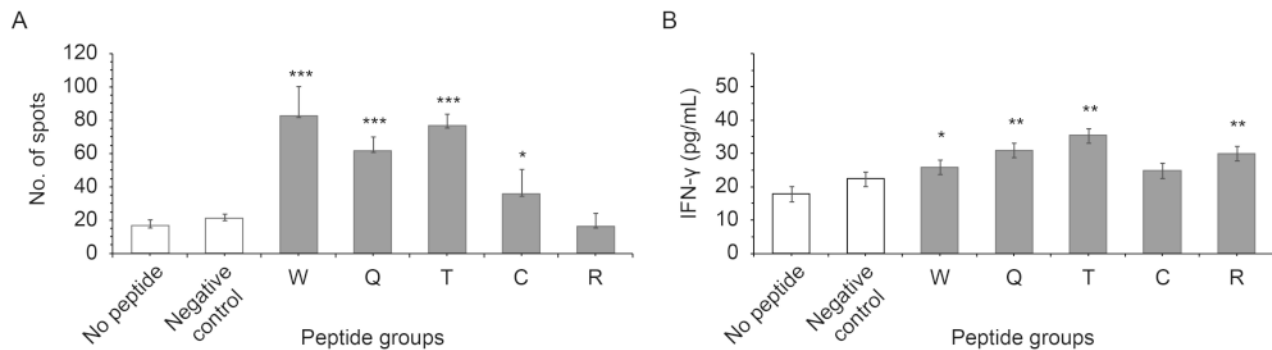 A
No. of spots
120
100
80
60
40
20
0
***
***
***
*
No peptide
Negative
control
W
Q
T
C
R
Peptide groups
B
IFN-γ (pg/mL)
50
40
30
20
10
0
*
**
**
**
No peptide
Negative
control
W
Q
T
C
R
Peptide groups